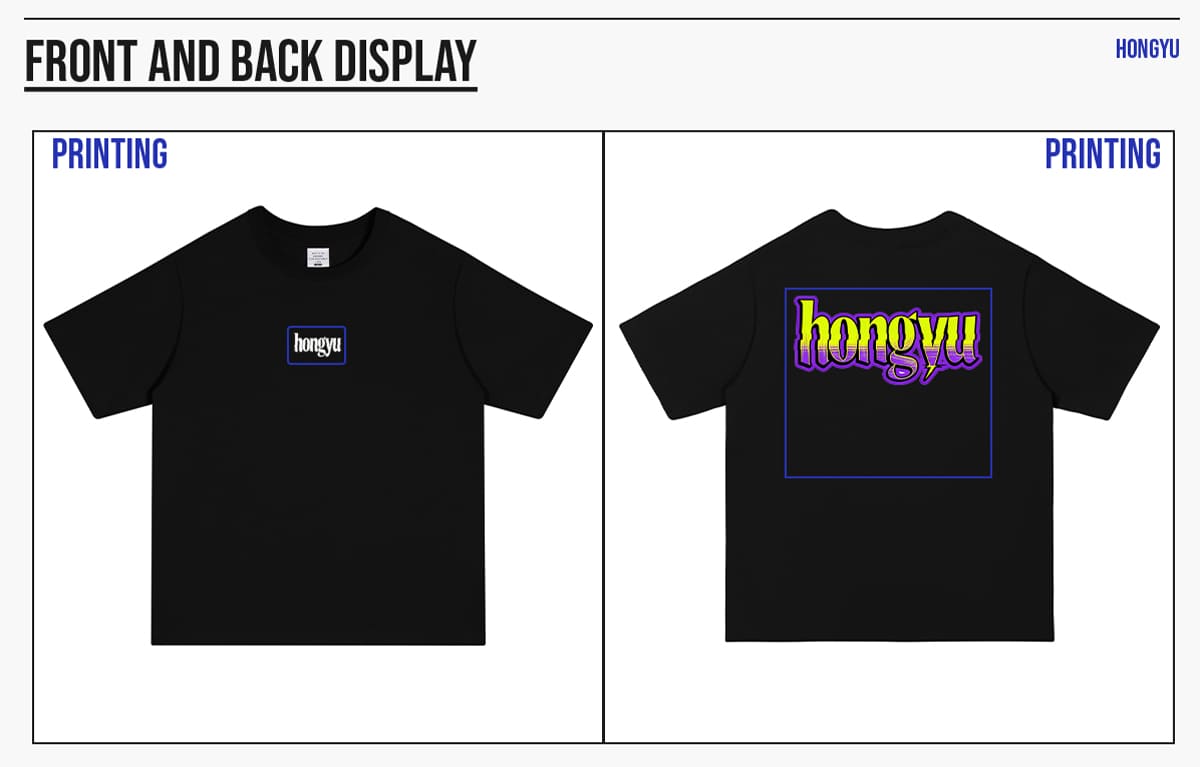 FRONT AND BACK DISPLAY
HONGYU
PRINTING
PRINTING
hongyu
hongyu